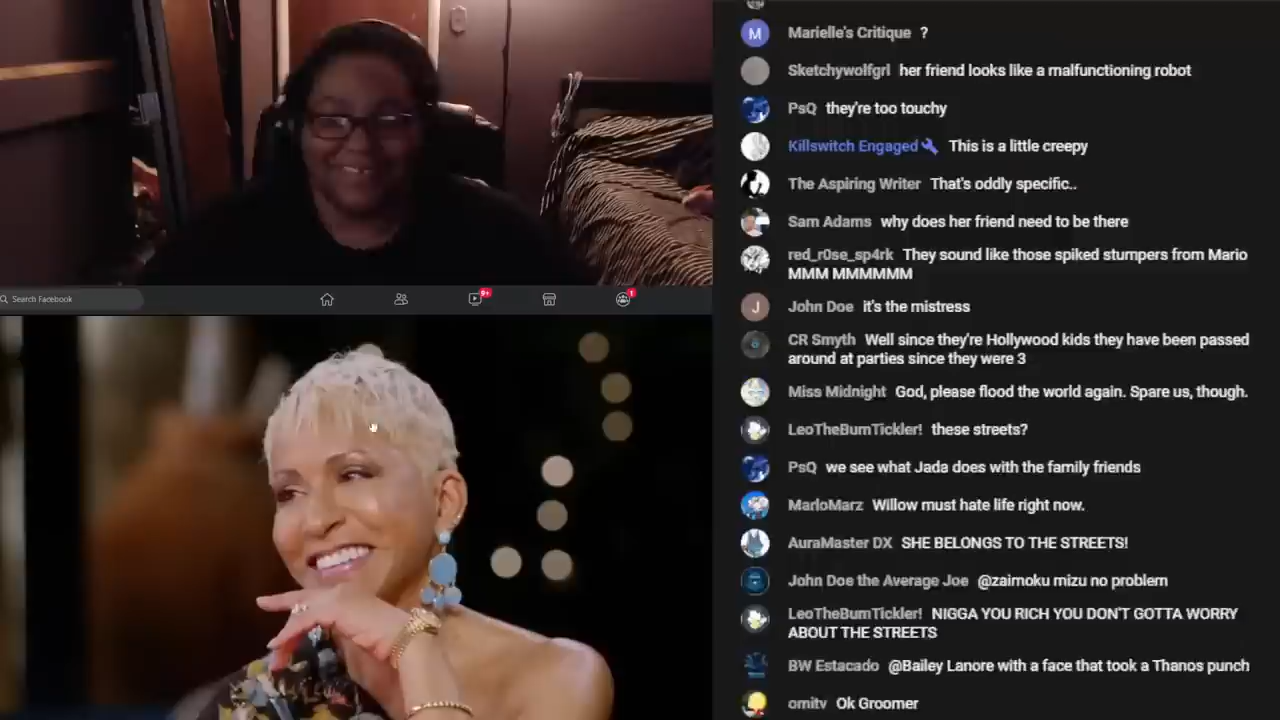 Search Facebook
9+
1
M
Marielle's Critique ?
Sketchywolfgrl her friend looks like a malfunctioning robot
PsQ they're too touchy
Killswitch Engaged This is a little creepy
The Aspiring Writer That's oddly specific..
Sam Adams why does her friend need to be there
red_r0se_sp4rk They sound like those spiked stumpers from Mario
MMM MMMMMM
J
John Doe it's the mistress
CR Smyth Well since they're Hollywood kids they have been passed
around at parties since they were 3
Miss Midnight God, please flood the world again. Spare us, though.
LeoTheBumTickler! these streets?
PsQ we see what Jada does with the family friends
MarloMarz Willow must hate life right now.
AuraMaster DX SHE BELONGS TO THE STREETS!
John Doe the Average Joe @zaimoku mizu no problem
LeoTheBumTickler! NIGGA YOU RICH YOU DON'T GOTTA WORRY
ABOUT THE STREETS
BW Estacado @Bailey Lanore with a face that took a Thanos punch
omitv Ok Groomer